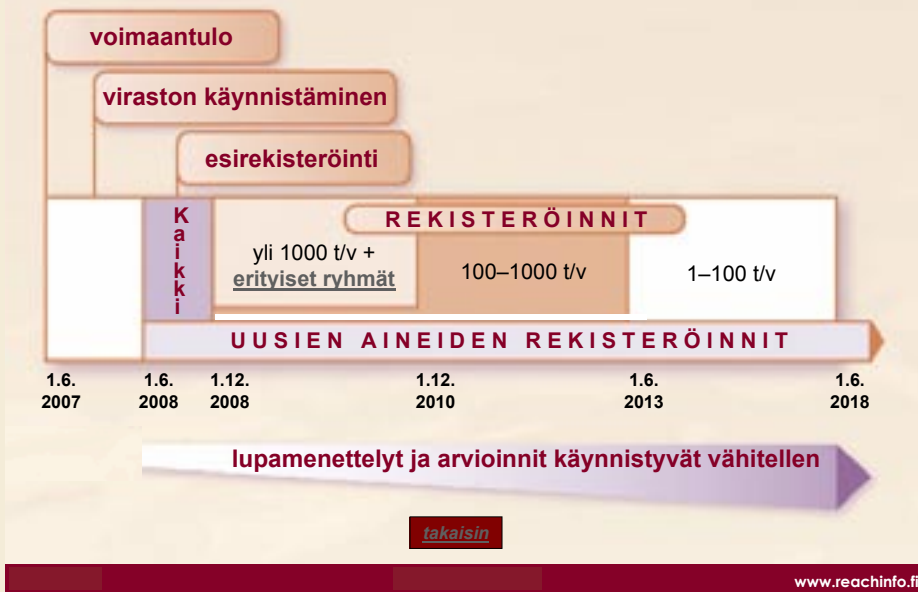 voimaantulo
viraston käynnistäminen
esirekisteröinti
Kaikki
REKISTERÖINNIT
yli 1000 t/v +
erityiset ryhmät
100–1000 t/v
1–100 t/v
UUSIEN AINEIDEN REKISTERÖINNIT
1.6. 1.6. 1.12. 1.12. 1.6. 1.6.
2007 2008 2008 2010 2013 2018
lupamenettelyt ja arvioinnit käynnistyvät vähitellen
takaisin
www.reachinfo.fi